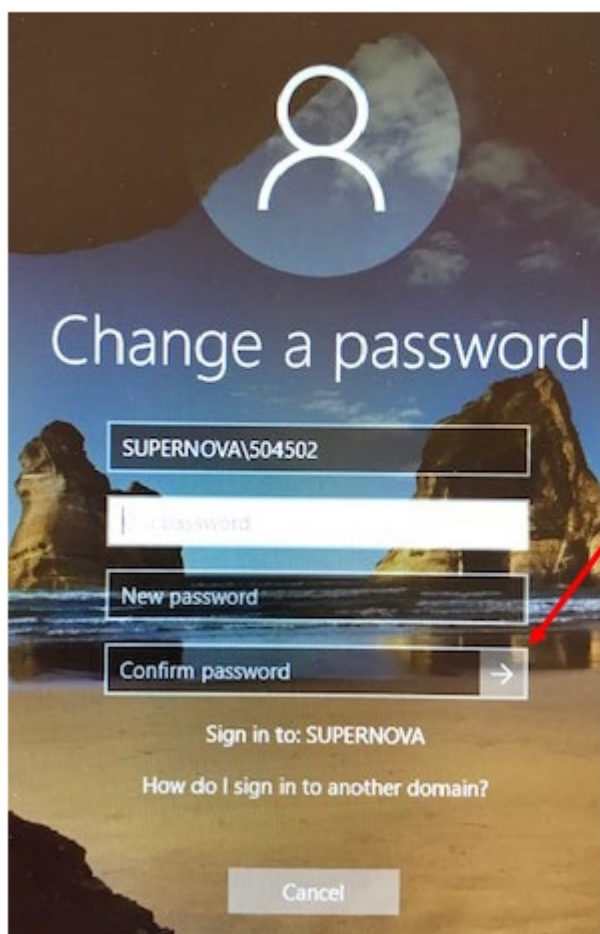 Change a password
SUPERNOVA\504502
password
New password
Confirm password
Sign in to: SUPERNOVA
How do I sign in to another domain?
Cancel